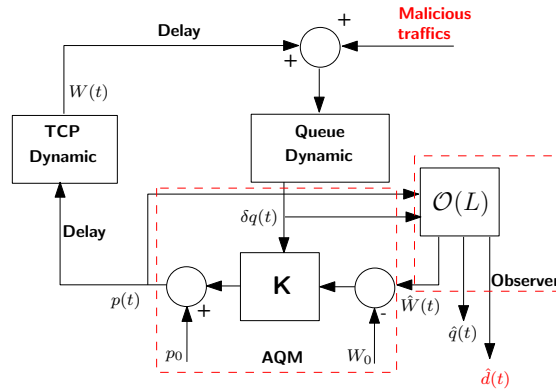 Delay
+
+
Malicious
traffics
W(t)
TCP
Dynamic
Queue
Dynamic
Delay
δq(t)
O(L)
K
p(t)
+
-
Ŵ(t)
Observer
q̂(t)
p₀
AQM
W₀
d̂(t)